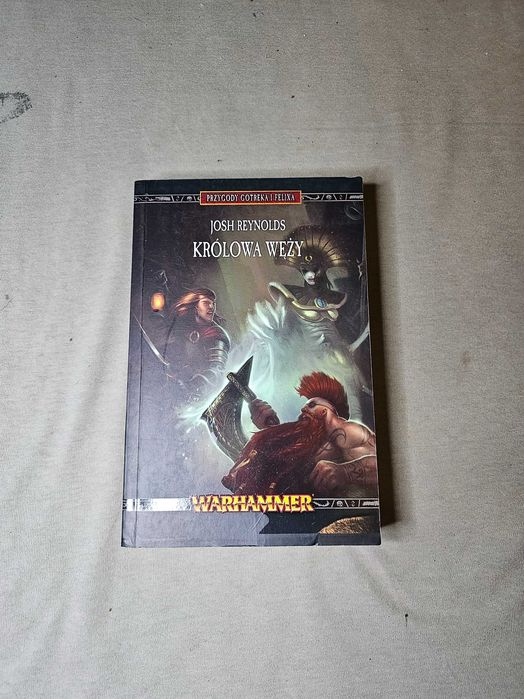 PRZYGODY GOTREKA I FELIXA
JOSH REYNOLDS
KRÓLOWA WĘŻY
WARHAMMER